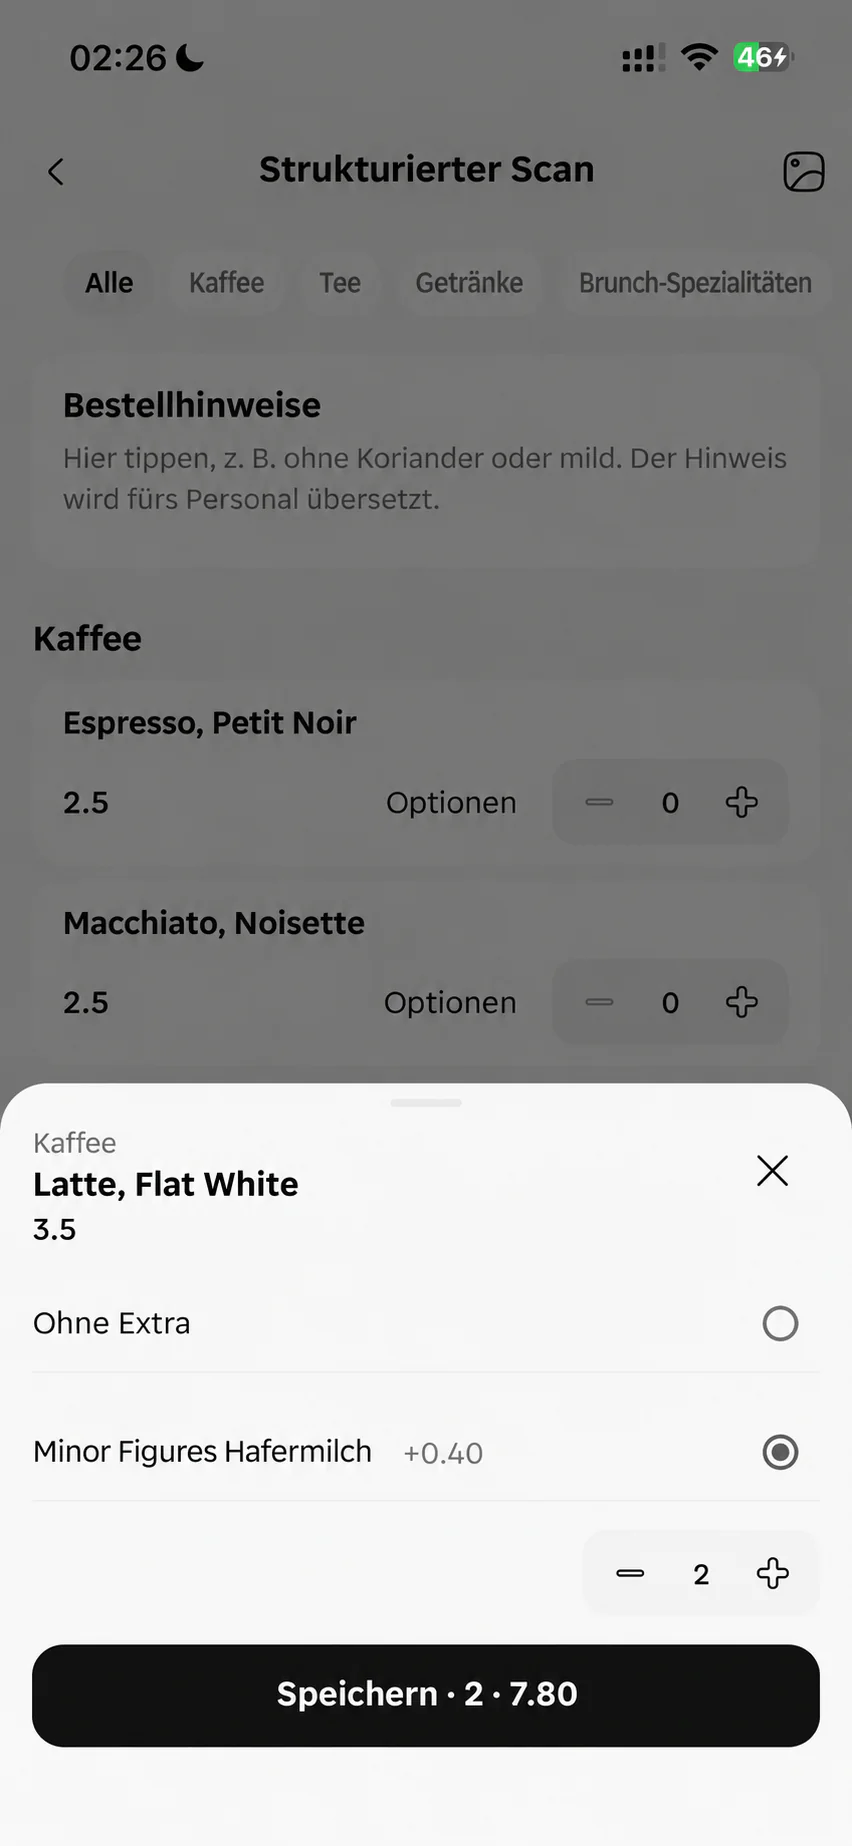 02:26
46
Strukturierter Scan
Alle
Kaffee
Tee
Getränke
Brunch-Spezialitäten
Bestellhinweise
Hier tippen, z. B. ohne Koriander oder mild. Der Hinweis
wird fürs Personal übersetzt.
Kaffee
Espresso, Petit Noir
2.5
Optionen
0
Macchiato, Noisette
2.5
Optionen
0
Kaffee
Latte, Flat White
3.5
Ohne Extra
Minor Figures Hafermilch +0.40
2
Speichern · 2 · 7.80